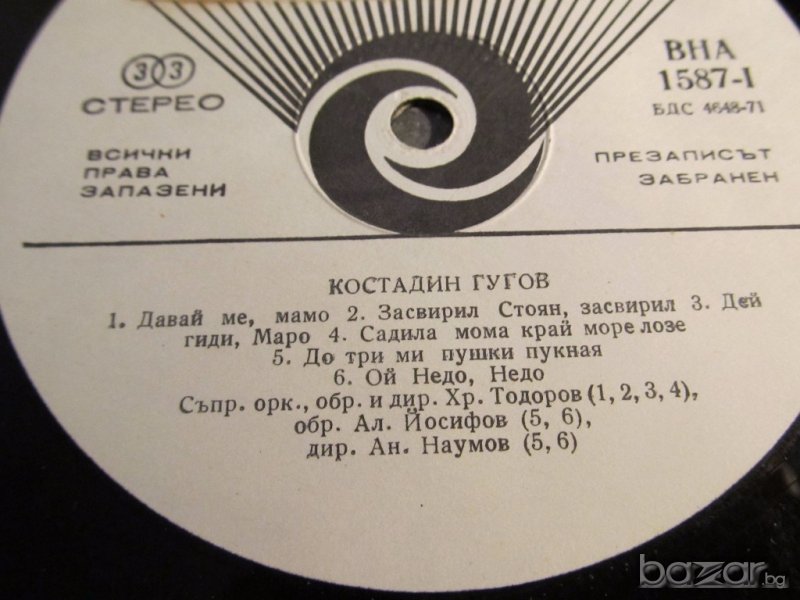 33
СТЕРЕО
ВСИЧКИ
ПРАВА
ЗАПАЗЕНИ
ВНА
1587-I
БДС 4648-71
ПРЕЗАПИСЪТ
ЗАБРАНЕН
КОСТАДИН ГУГОВ
1. Давай ме, мамо 2. Засвирил Стоян, засвирил 3. Дей
гиди, Маро 4. Садила мома край море лозе
5. До три ми пушки пукная
6. Ой Недо, Недо
Съпр. орк., обр. и дир. Хр. Тодоров (1, 2, 3, 4),
обр. Ал. Йосифов (5, 6),
дир. Ан. Наумов (5, 6)
bazar.bg